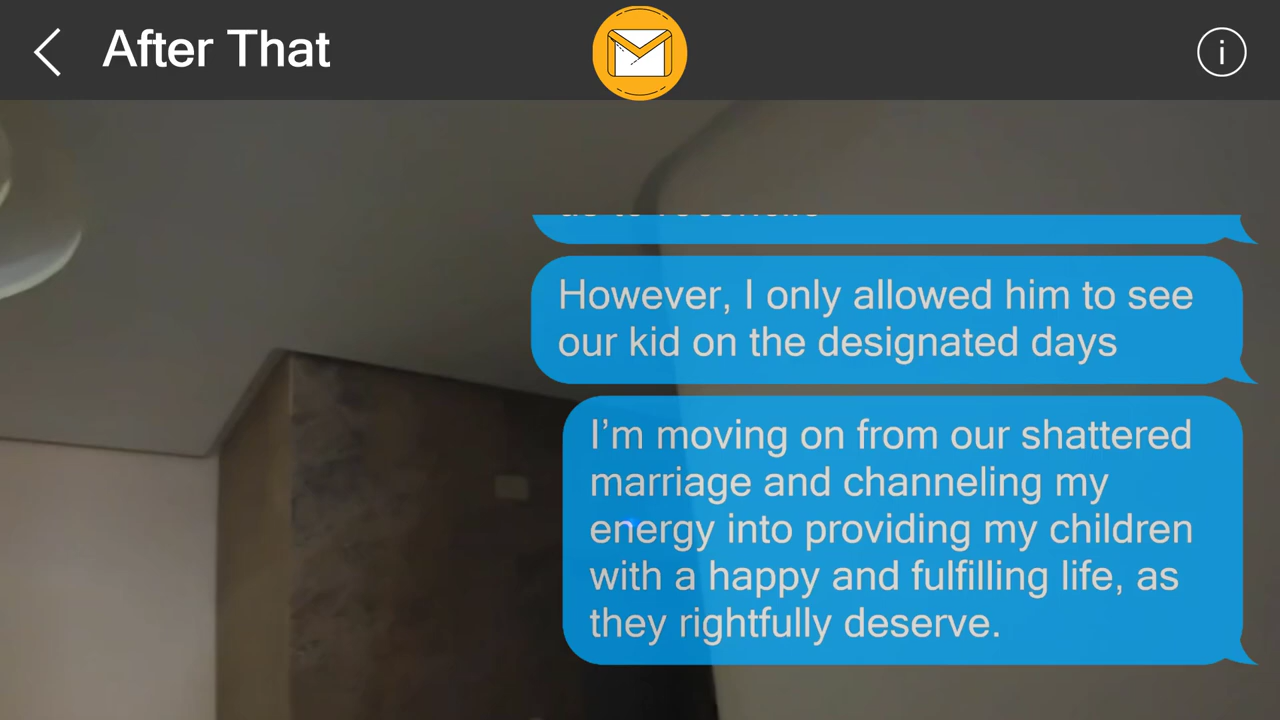 After That
i
However, I only allowed him to see
our kid on the designated days
I’m moving on from our shattered
marriage and channeling my
energy into providing my children
with a happy and fulfilling life, as
they rightfully deserve.